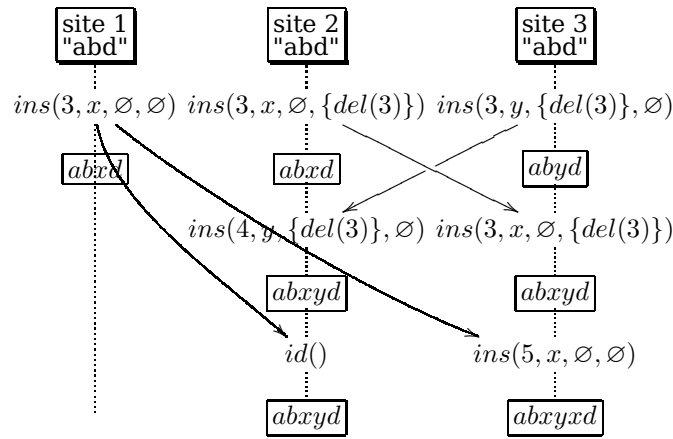 site 1 site 2 site 3
"abd" "abd" "abd"
ins(3, x, ∅, ∅) ins(3, x, ∅, {del(3)}) ins(3, y, {del(3)}, ∅)
abxd abxd abyd
ins(4, y, {del(3)}, ∅) ins(3, x, ∅, {del(3)})
abxyd abxyd
id() ins(5, x, ∅, ∅)
abxyd abxyxd